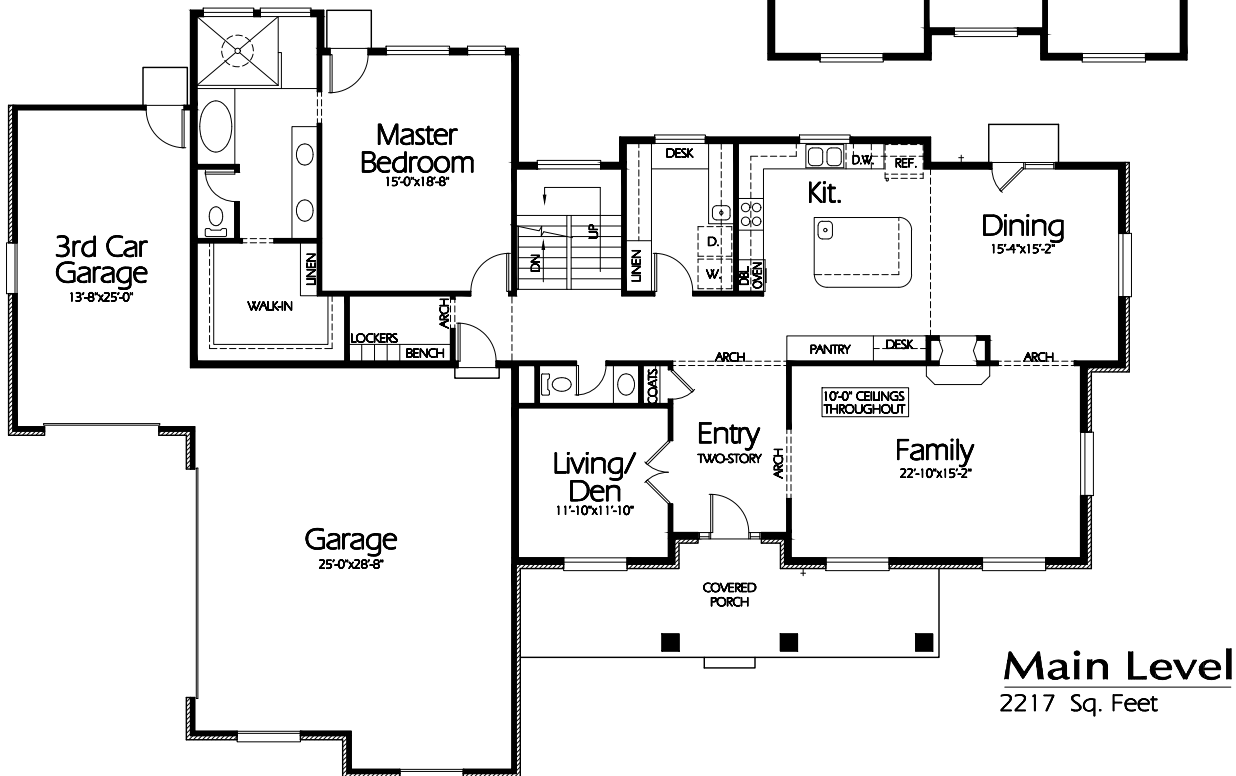 Master
Bedroom
15'-0"x18'-8"
DESK
D.W.
REF.
Kit.
Dining
15'-4"x15'-2"
3rd Car
Garage
13'-8"x25'-0"
UP
DN
LINEN
D.
W.
DBL
OVEN
LINEN
WALK-IN
ARCH
LOCKERS
BENCH
ARCH
PANTRY
DESK
ARCH
COATS
10'-0" CEILINGS
THROUGHOUT
Entry
TWO-STORY
ARCH
Family
22'-10"x15'-2"
Living/
Den
11'-10"x11'-10"
Garage
25'-0"x28'-8"
COVERED
PORCH
Main Level
2217 Sq. Feet